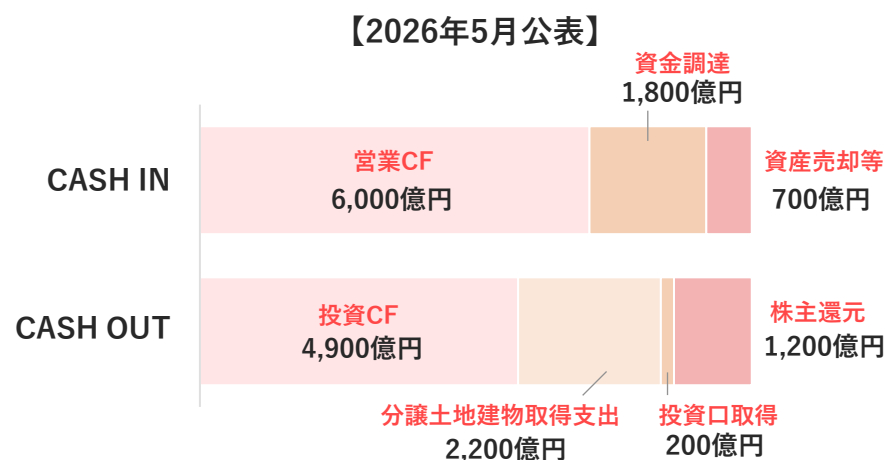 【2026年5月公表】
資金調達
1,800億円
CASH IN
営業CF
6,000億円
資産売却等
700億円
CASH OUT
投資CF
4,900億円
株主還元
1,200億円
分譲土地建物取得支出
2,200億円
投資口取得
200億円